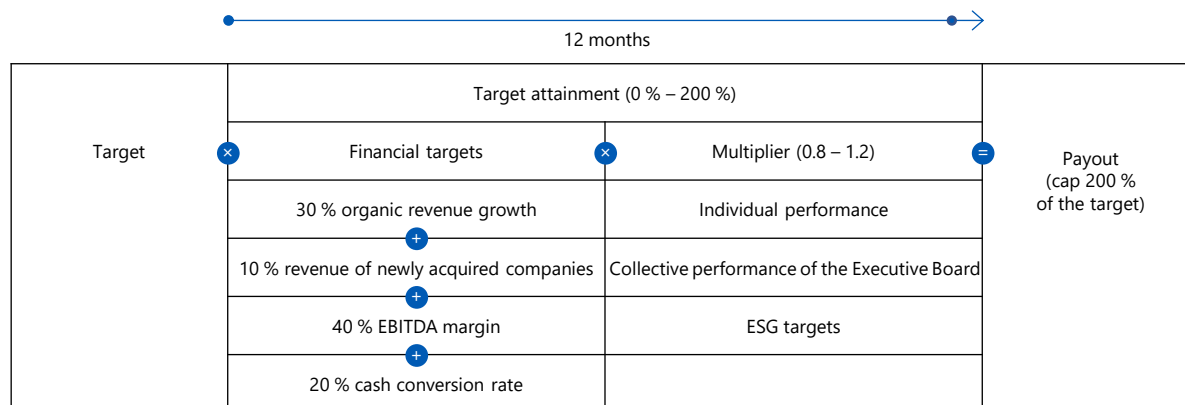 12 months
Target attainment (0 % – 200 %)
Target
×
Financial targets
×
Multiplier (0.8 – 1.2)
=
Payout
(cap 200 %
of the target)
30 % organic revenue growth
Individual performance
+
10 % revenue of newly acquired companies
Collective performance of the Executive Board
+
40 % EBITDA margin
ESG targets
+
20 % cash conversion rate